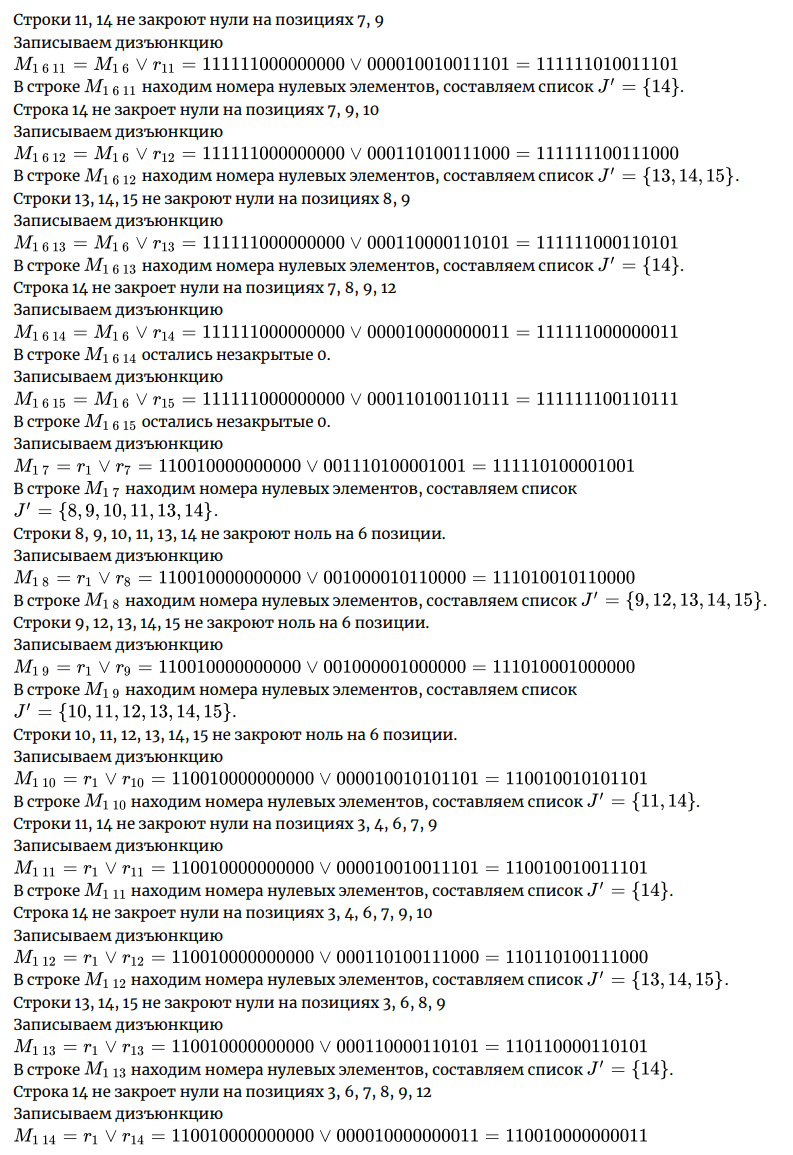 Строки 11, 14 не закроют нули на позициях 7, 9
Записываем дизъюнкцию
M₁ ₆ ₁₁ = M₁ ₆ ∨ r₁₁ = 111111000000000 ∨ 000010010011101 = 111111010011101
В строке M₁ ₆ ₁₁ находим номера нулевых элементов, составляем список J′ = {14}.
Строка 14 не закроет нули на позициях 7, 9, 10
Записываем дизъюнкцию
M₁ ₆ ₁₂ = M₁ ₆ ∨ r₁₂ = 111111000000000 ∨ 000110100111000 = 111111100111000
В строке M₁ ₆ ₁₂ находим номера нулевых элементов, составляем список J′ = {13, 14, 15}.
Строки 13, 14, 15 не закроют нули на позициях 8, 9
Записываем дизъюнкцию
M₁ ₆ ₁₃ = M₁ ₆ ∨ r₁₃ = 111111000000000 ∨ 000110000110101 = 111111000110101
В строке M₁ ₆ ₁₃ находим номера нулевых элементов, составляем список J′ = {14}.
Строка 14 не закроет нули на позициях 7, 8, 9, 12
Записываем дизъюнкцию
M₁ ₆ ₁₄ = M₁ ₆ ∨ r₁₄ = 111111000000000 ∨ 000010000000011 = 111111000000011
В строке M₁ ₆ ₁₄ остались незакрытые 0.
Записываем дизъюнкцию
M₁ ₆ ₁₅ = M₁ ₆ ∨ r₁₅ = 111111000000000 ∨ 000110100110111 = 111111100110111
В строке M₁ ₆ ₁₅ остались незакрытые 0.
Записываем дизъюнкцию
M₁ ₇ = r₁ ∨ r₇ = 110010000000000 ∨ 001110100001001 = 111110100001001
В строке M₁ ₇ находим номера нулевых элементов, составляем список
J′ = {8, 9, 10, 11, 13, 14}.
Строки 8, 9, 10, 11, 13, 14 не закроют ноль на 6 позиции.
Записываем дизъюнкцию
M₁ ₈ = r₁ ∨ r₈ = 110010000000000 ∨ 001000010110000 = 111010010110000
В строке M₁ ₈ находим номера нулевых элементов, составляем список J′ = {9, 12, 13, 14, 15}.
Строки 9, 12, 13, 14, 15 не закроют ноль на 6 позиции.
Записываем дизъюнкцию
M₁ ₉ = r₁ ∨ r₉ = 110010000000000 ∨ 001000001000000 = 111010001000000
В строке M₁ ₉ находим номера нулевых элементов, составляем список
J′ = {10, 11, 12, 13, 14, 15}.
Строки 10, 11, 12, 13, 14, 15 не закроют ноль на 6 позиции.
Записываем дизъюнкцию
M₁ ₁₀ = r₁ ∨ r₁₀ = 110010000000000 ∨ 000010010101101 = 110010010101101
В строке M₁ ₁₀ находим номера нулевых элементов, составляем список J′ = {11, 14}.
Строки 11, 14 не закроют нули на позициях 3, 4, 6, 7, 9
Записываем дизъюнкцию
M₁ ₁₁ = r₁ ∨ r₁₁ = 110010000000000 ∨ 000010010011101 = 110010010011101
В строке M₁ ₁₁ находим номера нулевых элементов, составляем список J′ = {14}.
Строка 14 не закроет нули на позициях 3, 4, 6, 7, 9, 10
Записываем дизъюнкцию
M₁ ₁₂ = r₁ ∨ r₁₂ = 110010000000000 ∨ 000110100111000 = 110110100111000
В строке M₁ ₁₂ находим номера нулевых элементов, составляем список J′ = {13, 14, 15}.
Строки 13, 14, 15 не закроют нули на позициях 3, 6, 8, 9
Записываем дизъюнкцию
M₁ ₁₃ = r₁ ∨ r₁₃ = 110010000000000 ∨ 000110000110101 = 110110000110101
В строке M₁ ₁₃ находим номера нулевых элементов, составляем список J′ = {14}.
Строка 14 не закроет нули на позициях 3, 6, 7, 8, 9, 12
Записываем дизъюнкцию
M₁ ₁₄ = r₁ ∨ r₁₄ = 110010000000000 ∨ 000010000000011 = 110010000000011